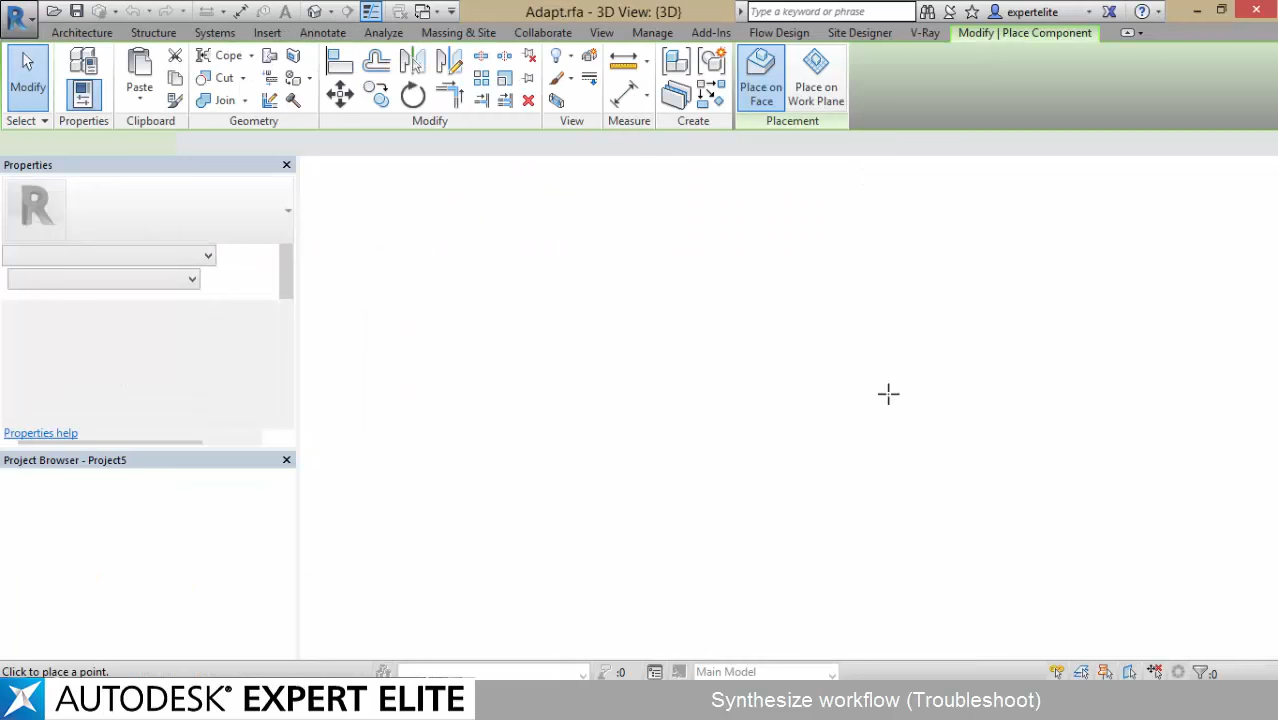 Adapt.rfa - 3D View: {3D}
Type a keyword or phrase
expertelite
Architecture Structure Systems Insert Annotate Analyze Massing & Site Collaborate View Manage Add-Ins Flow Design Site Designer V-Ray Modify | Place Component
Modify
Paste
Cope
Cut
Join
Place on Face
Place on Work Plane
Select Properties Clipboard Geometry Modify View Measure Create Placement
Properties
Properties help
Project Browser - Project5
Click to place a point.
:0
Main Model
:0
AUTODESK® EXPERT ELITE
Synthesize workflow (Troubleshoot)